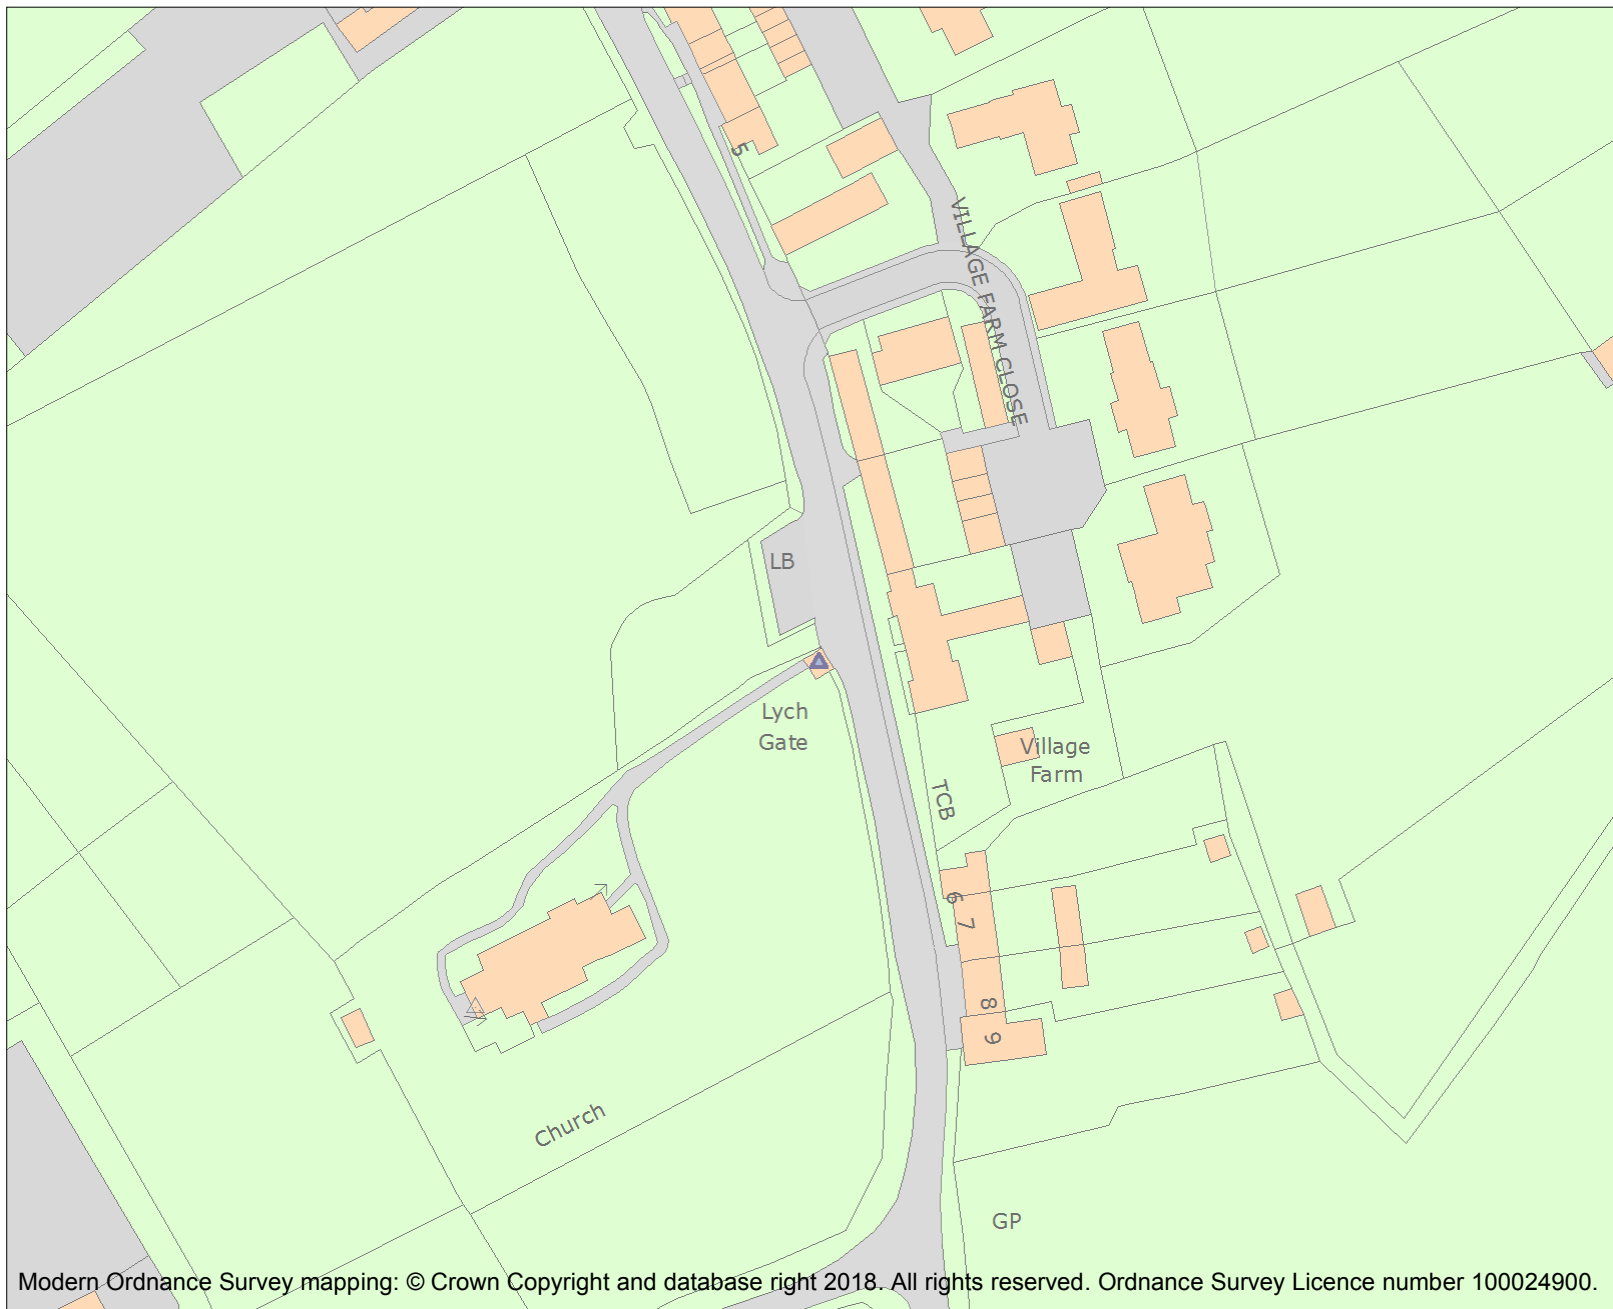 5
VILLAGE FARM CLOSE
LB
Lych
Gate
Village
Farm
TCB
6
7
8
9
Church
GP
Modern Ordnance Survey mapping: © Crown Copyright and database right 2018. All rights reserved. Ordnance Survey Licence number 100024900.